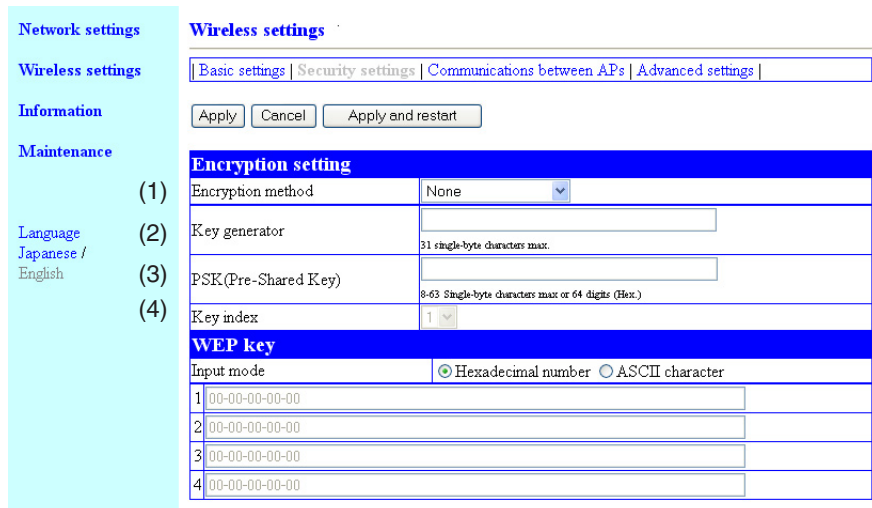 Network settings
Wireless settings
Information
Maintenance
Language
Japanese /
English
Wireless settings
| Basic settings | Security settings | Communications between APs | Advanced settings |
Apply Cancel Apply and restart
Encryption setting
(1) Encryption method None
(2) Key generator
31 single-byte characters max.
(3) PSK(Pre-Shared Key)
8-63 Single-byte characters max or 64 digits (Hex.)
(4) Key index 1
WEP key
Input mode Hexadecimal number ASCII character
1 00-00-00-00-00
2 00-00-00-00-00
3 00-00-00-00-00
4 00-00-00-00-00